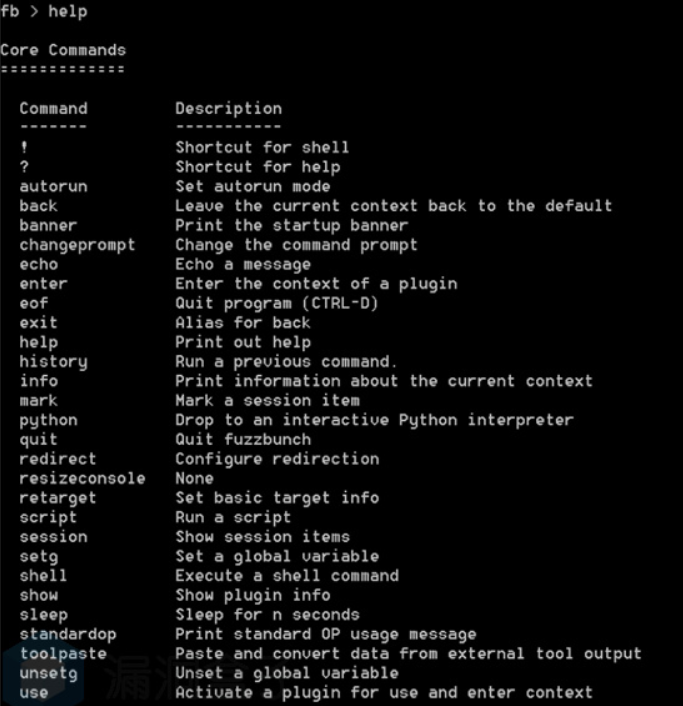 fb > help
Core Commands
=============
Command Description
------- -----------
! Shortcut for shell
? Shortcut for help
autorun Set autorun mode
back Leave the current context back to the default
banner Print the startup banner
changeprompt Change the command prompt
echo Echo a message
enter Enter the context of a plugin
eof Quit program (CTRL-D)
exit Alias for back
help Print out help
history Run a previous command.
info Print information about the current context
mark Mark a session item
python Drop to an interactive Python interpreter
quit Quit fuzzbunch
redirect Configure redirection
resizeconsole None
retarget Set basic target info
script Run a script
session Show session items
setg Set a global variable
shell Execute a shell command
show Show plugin info
sleep Sleep for n seconds
standardop Print standard OP usage message
toolpaste Paste and convert data from external tool output
unsetg Unset a global variable
use Activate a plugin for use and enter context